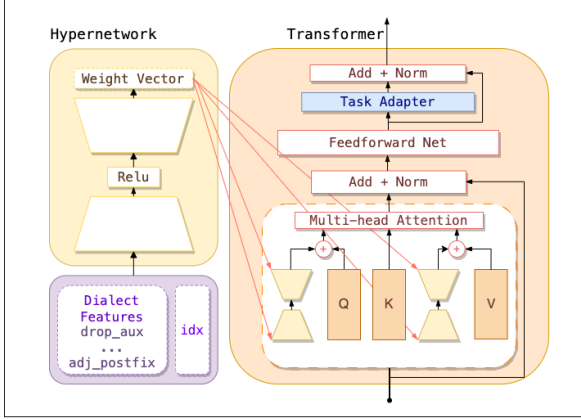 Hypernetwork
Weight Vector
Relu
Dialect
Features
drop_aux
...
adj_postfix
idx
Transformer
Add + Norm
Task Adapter
Feedforward Net
Add + Norm
Multi-head Attention
+
+
Q
K
V